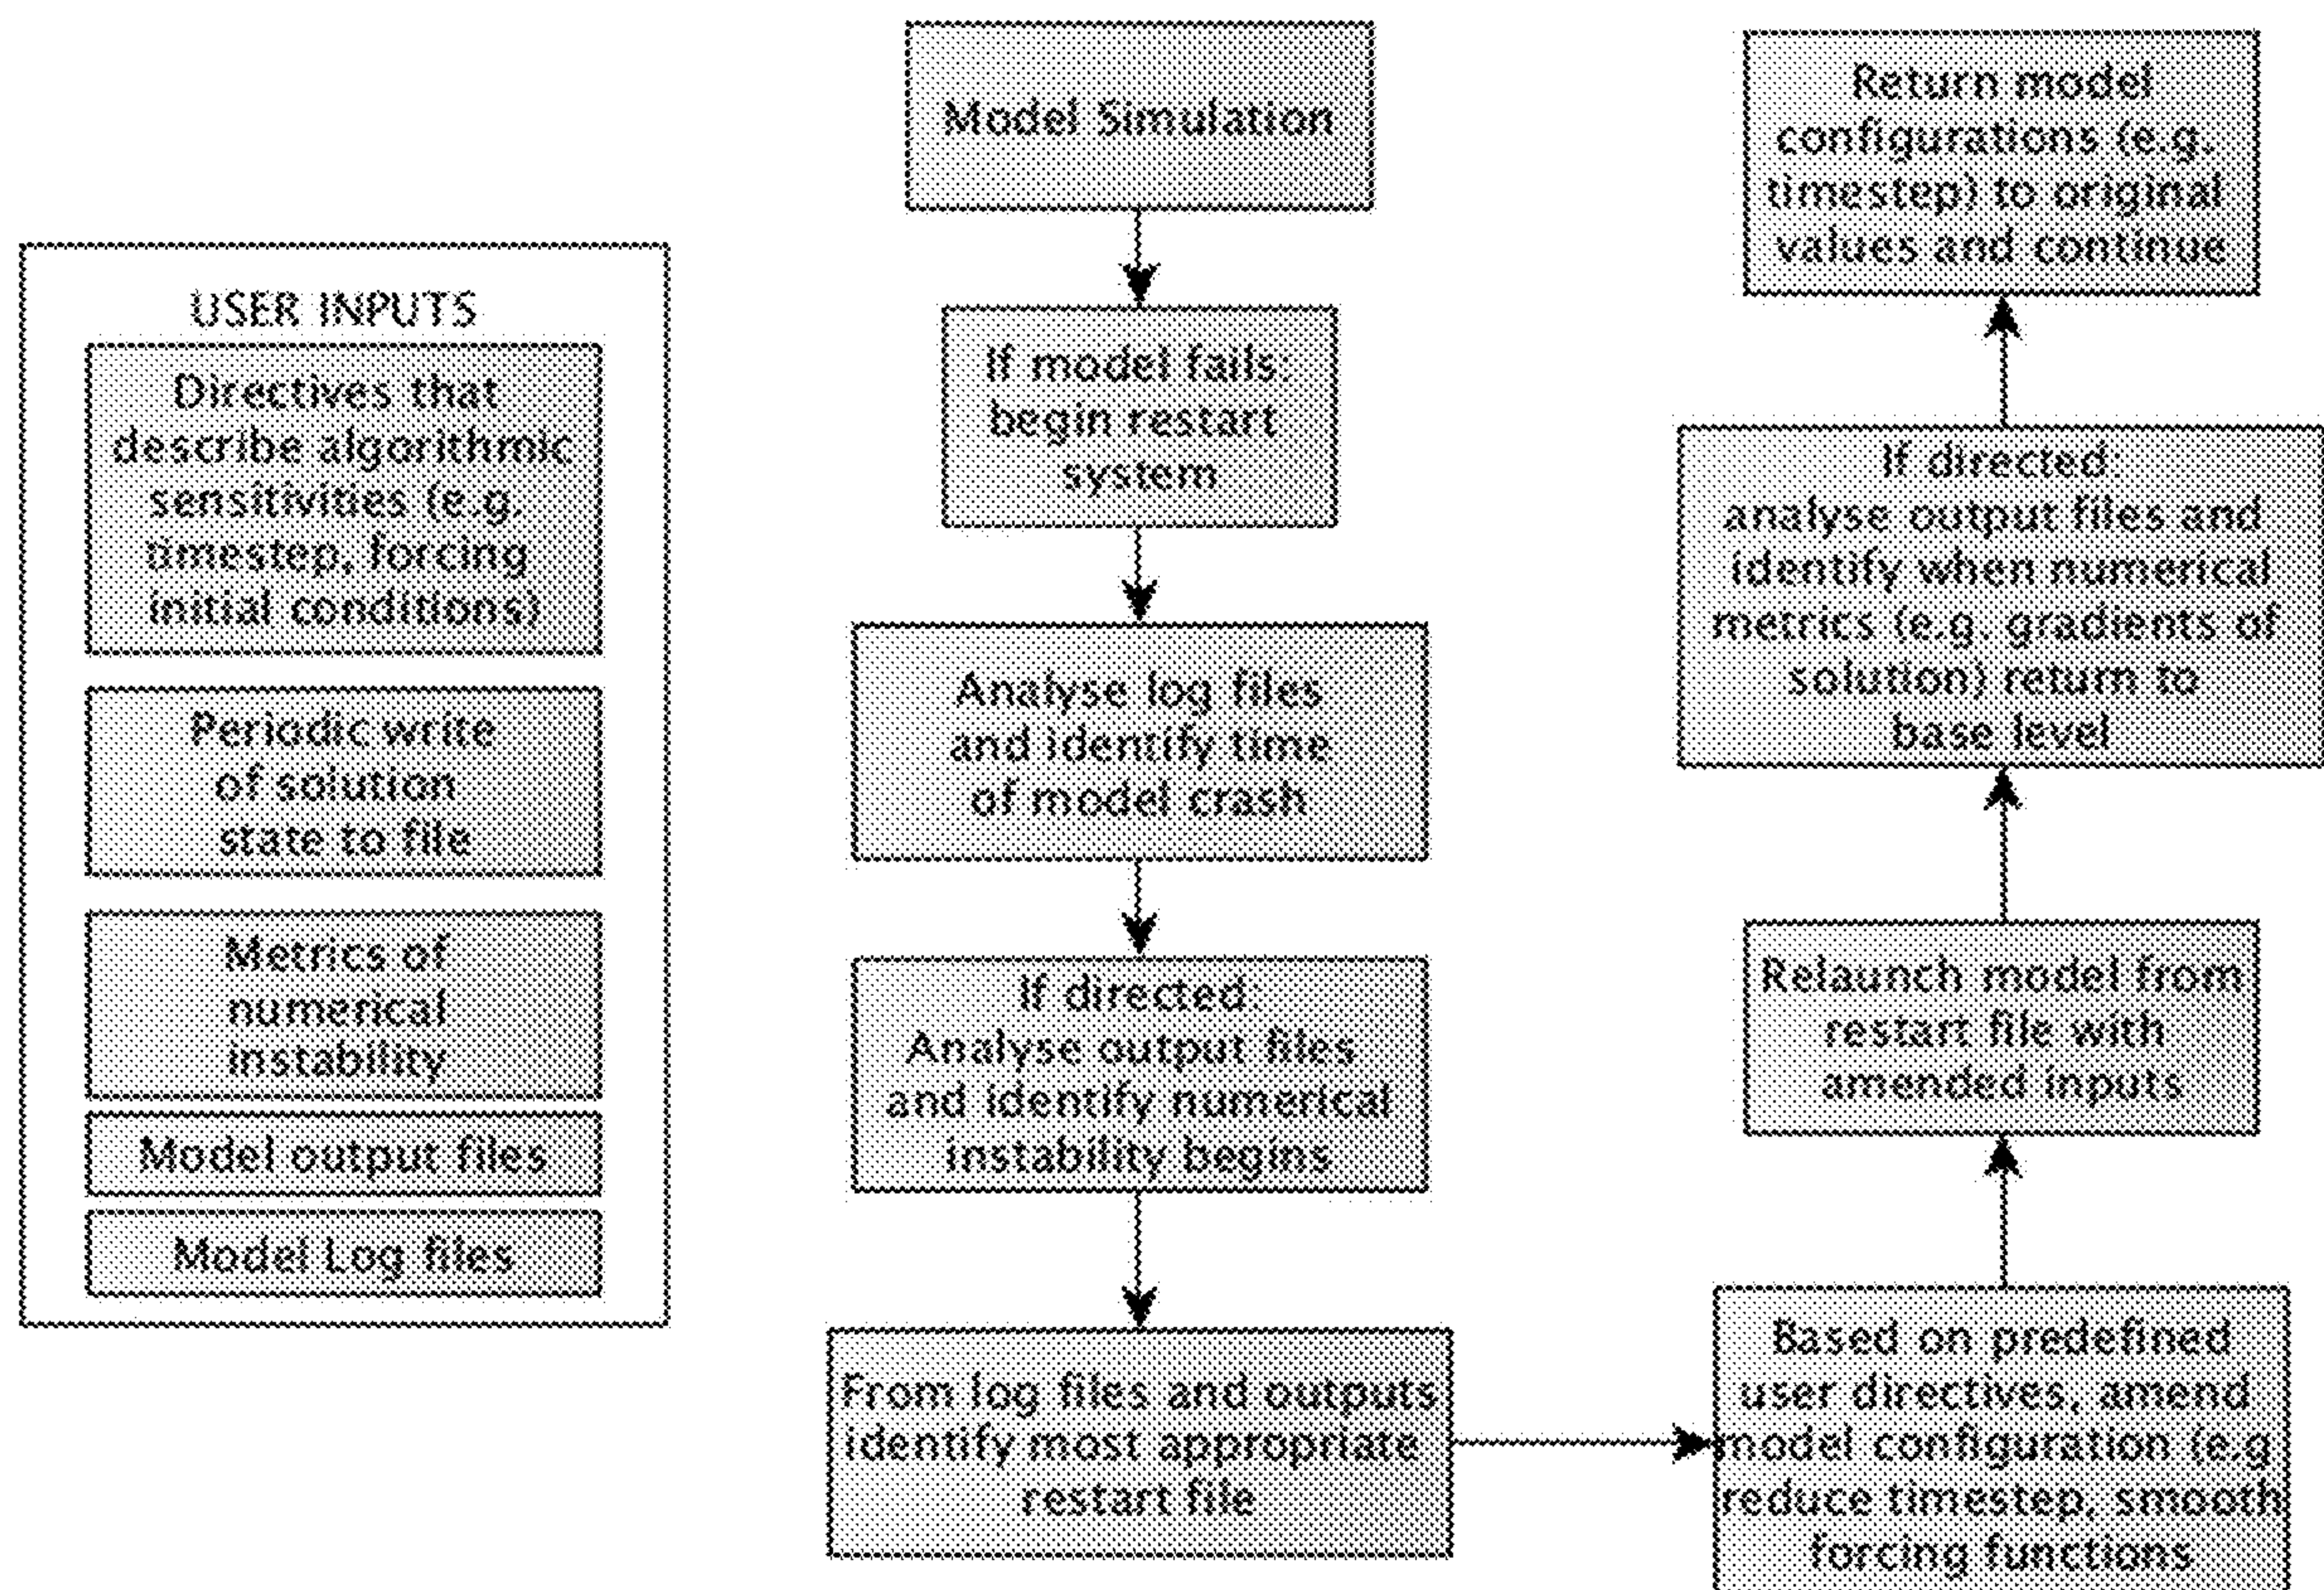 USER INPUTS
Directives that
describe algorithmic
sensitivities (e.g.
timestep, forcing
initial conditions)
Periodic write
of solution
state to file
Metrics of
numerical
instability
Model output files
Model Log files
Model Simulation
If model fails:
begin restart
system
Analyse log files
and identify time
of model crash
If directed:
Analyse output files
and identify numerical
instability begins
From log files and outputs
identify most appropriate
restart file
Based on predefined
user directives, amend
model configuration (e.g
reduce timestep, smooth
forcing functions
Relaunch model from
restart file with
amended inputs
If directed:
analyse output files and
identify when numerical
metrics (e.g. gradients of
solution) return to
base level
Return model
configurations (e.g.
timestep) to original
values and continue